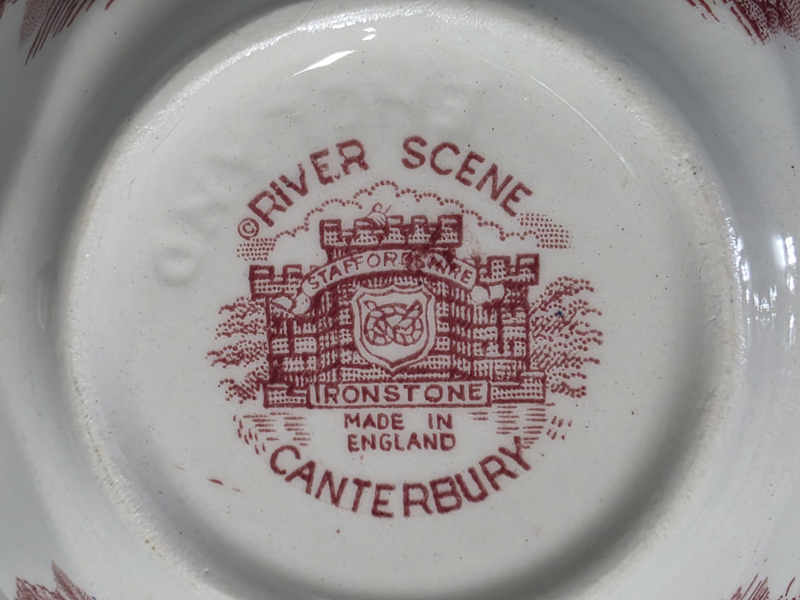 © RIVER SCENE
STAFFORDSHIRE
IRONSTONE
MADE IN
ENGLAND
CANTERBURY